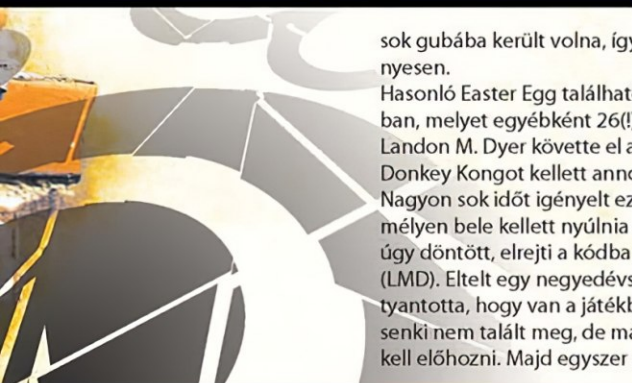 sok gubába került volna, így
nyesen.
Hasonló Easter Egg található
ban, melyet egyébként 26(!)
Landon M. Dyer követte el a
Donkey Kongot kellett anno
Nagyon sok időt igényelt ez
mélyen bele kellett nyúlnia
úgy döntött, elrejti a kódba
(LMD). Eltelt egy negyedévs
tyantotta, hogy van a játékb
senki nem talált meg, de ma
kell előhozni. Majd egyszer